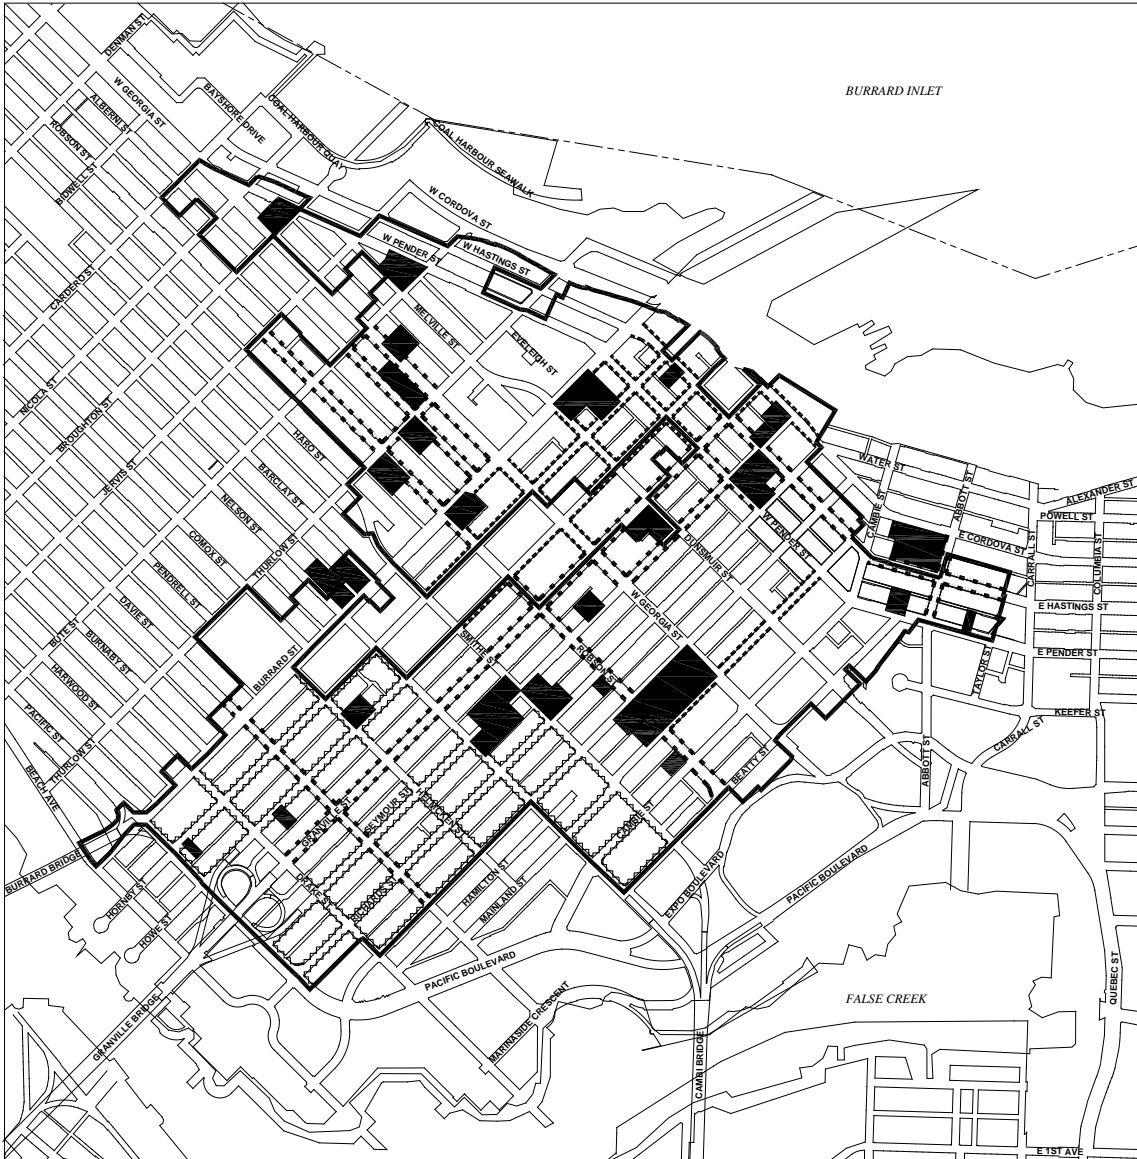 DENMAN ST
BURRARD INLET
W GEORGIA ST
BAYSHORE DRIVE
COAL HARBOUR QUAY
ALBERNI ST
ROBSON ST
BIDWELL ST
COAL HARBOUR SEAWALK
W CORDOVA ST
W PENDER ST
W HASTINGS ST
CARDERO ST
MELVILLE ST
EYELEIGH ST
NICOLA ST
BROUGHTON ST
HARO ST
JERVIS ST
BARCLAY ST
WATER ST
ALEXANDER ST
NELSON ST
CAMBIE ST
ABBOTT ST
POWELL ST
COMOX ST
THURLOW ST
W PENDER ST
E CORDOVA ST
CARRALL ST
COLUMBIA ST
DUNSMUIR ST
PENDRELL ST
DAVIE ST
W GEORGIA ST
E HASTINGS ST
BUTE ST
BURNABY ST
SMITHE ST
ROBSON ST
E PENDER ST
BURRARD ST
HARWOOD ST
TAYLOR ST
PACIFIC ST
KEEFER ST
THURLOW ST
CARRALL ST
BEACH AVE
BEATTY ST
ABBOTT ST
GRANVILLE ST
SEYMOUR ST
HELMCKEN ST
CAMBIE ST
BURRARD BRIDGE
HORNBY ST
HOWE ST
DRAKE ST
RICHARDS ST
HAMILTON ST
MAINLAND ST
EXPO BOULEVARD
PACIFIC BOULEVARD
PACIFIC BOULEVARD
QUEBEC ST
FALSE CREEK
GRANVILLE BRIDGE
MARINASIDE CRESCENT
CAMBI BRIDGE
E 1ST AVE